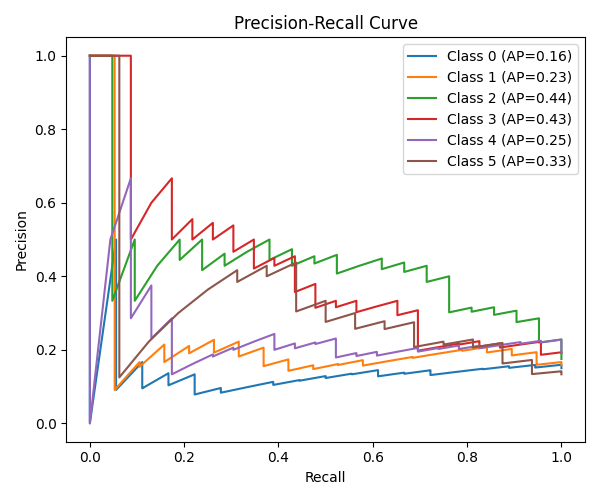 Precision-Recall Curve
Class 0 (AP=0.16)
Class 1 (AP=0.23)
Class 2 (AP=0.44)
Class 3 (AP=0.43)
Class 4 (AP=0.25)
Class 5 (AP=0.33)
Precision
1.0
0.8
0.6
0.4
0.2
0.0
0.0 0.2 0.4 0.6 0.8 1.0
Recall